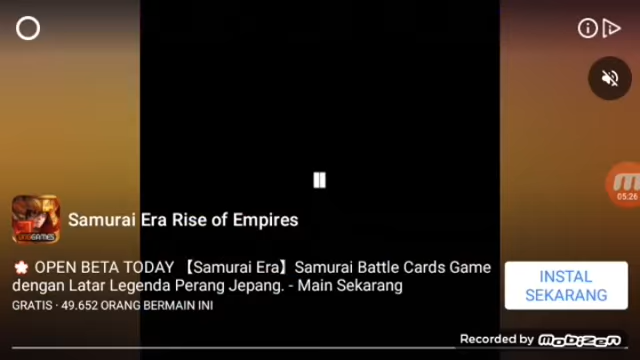 05:26
Samurai Era Rise of Empires
OPEN BETA TODAY 【Samurai Era】 Samurai Battle Cards Game
dengan Latar Legenda Perang Jepang. - Main Sekarang
GRATIS · 49.652 ORANG BERMAIN INI
INSTAL
SEKARANG
Recorded by MOBIZEN